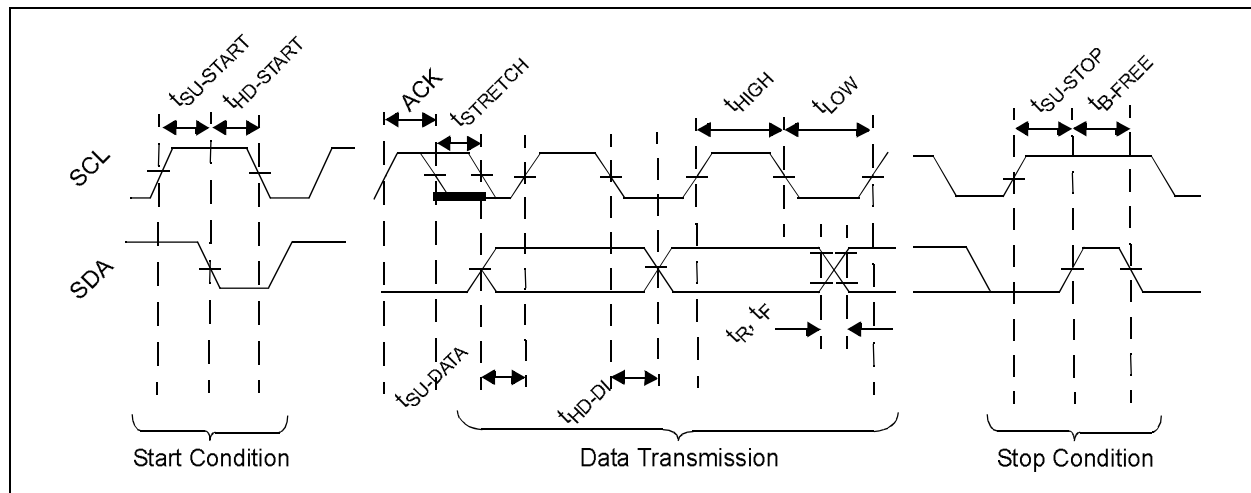 tSU-START
tHD-START
ACK
tSTRETCH
tHIGH
tLOW
tSU-STOP
tB-FREE
SCL
SDA
tR, tF
tSU-DATA
tHD-DI
Start Condition
Data Transmission
Stop Condition